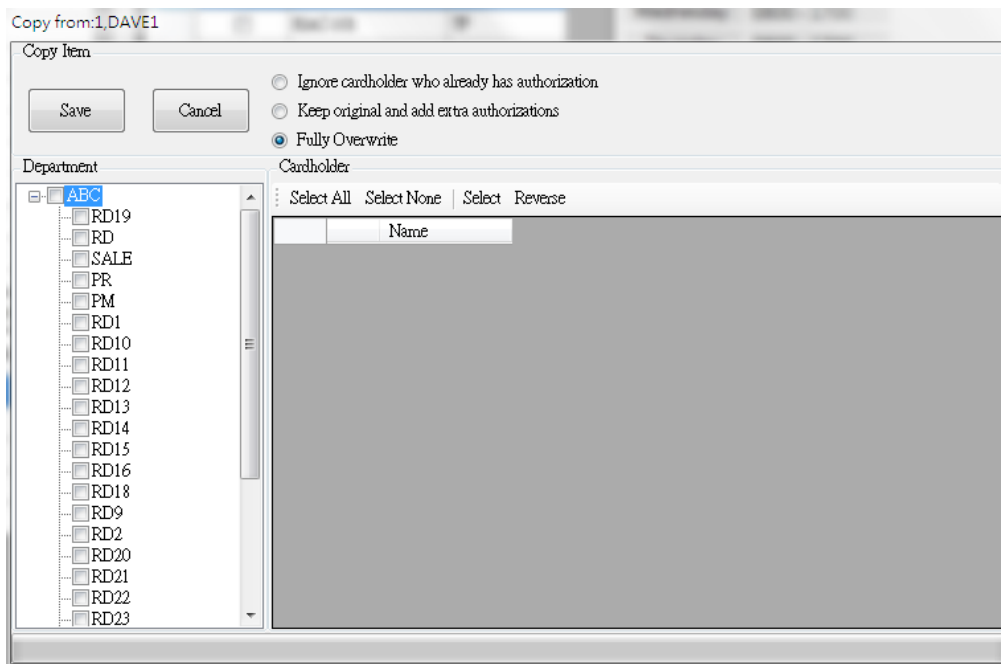 Copy from:1,DAVE1
Copy Item
Save
Cancel
Ignore cardholder who already has authorization
Keep original and add extra authorizations
Fully Overwrite
Department
ABC
RD19
RD
SALE
PR
PM
RD1
RD10
RD11
RD12
RD13
RD14
RD15
RD16
RD18
RD9
RD2
RD20
RD21
RD22
RD23
Cardholder
Select All Select None Select Reverse
Name